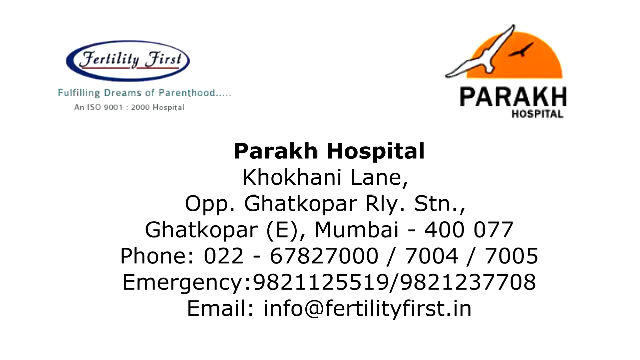 Fertility First
Fulfilling Dreams of Parenthood.....
An ISO 9001 : 2000 Hospital
PARAKH
HOSPITAL
Parakh Hospital
Khokhani Lane,
Opp. Ghatkopar Rly. Stn.,
Ghatkopar (E), Mumbai - 400 077
Phone: 022 - 67827000 / 7004 / 7005
Emergency:9821125519/9821237708
Email: info@fertilityfirst.in